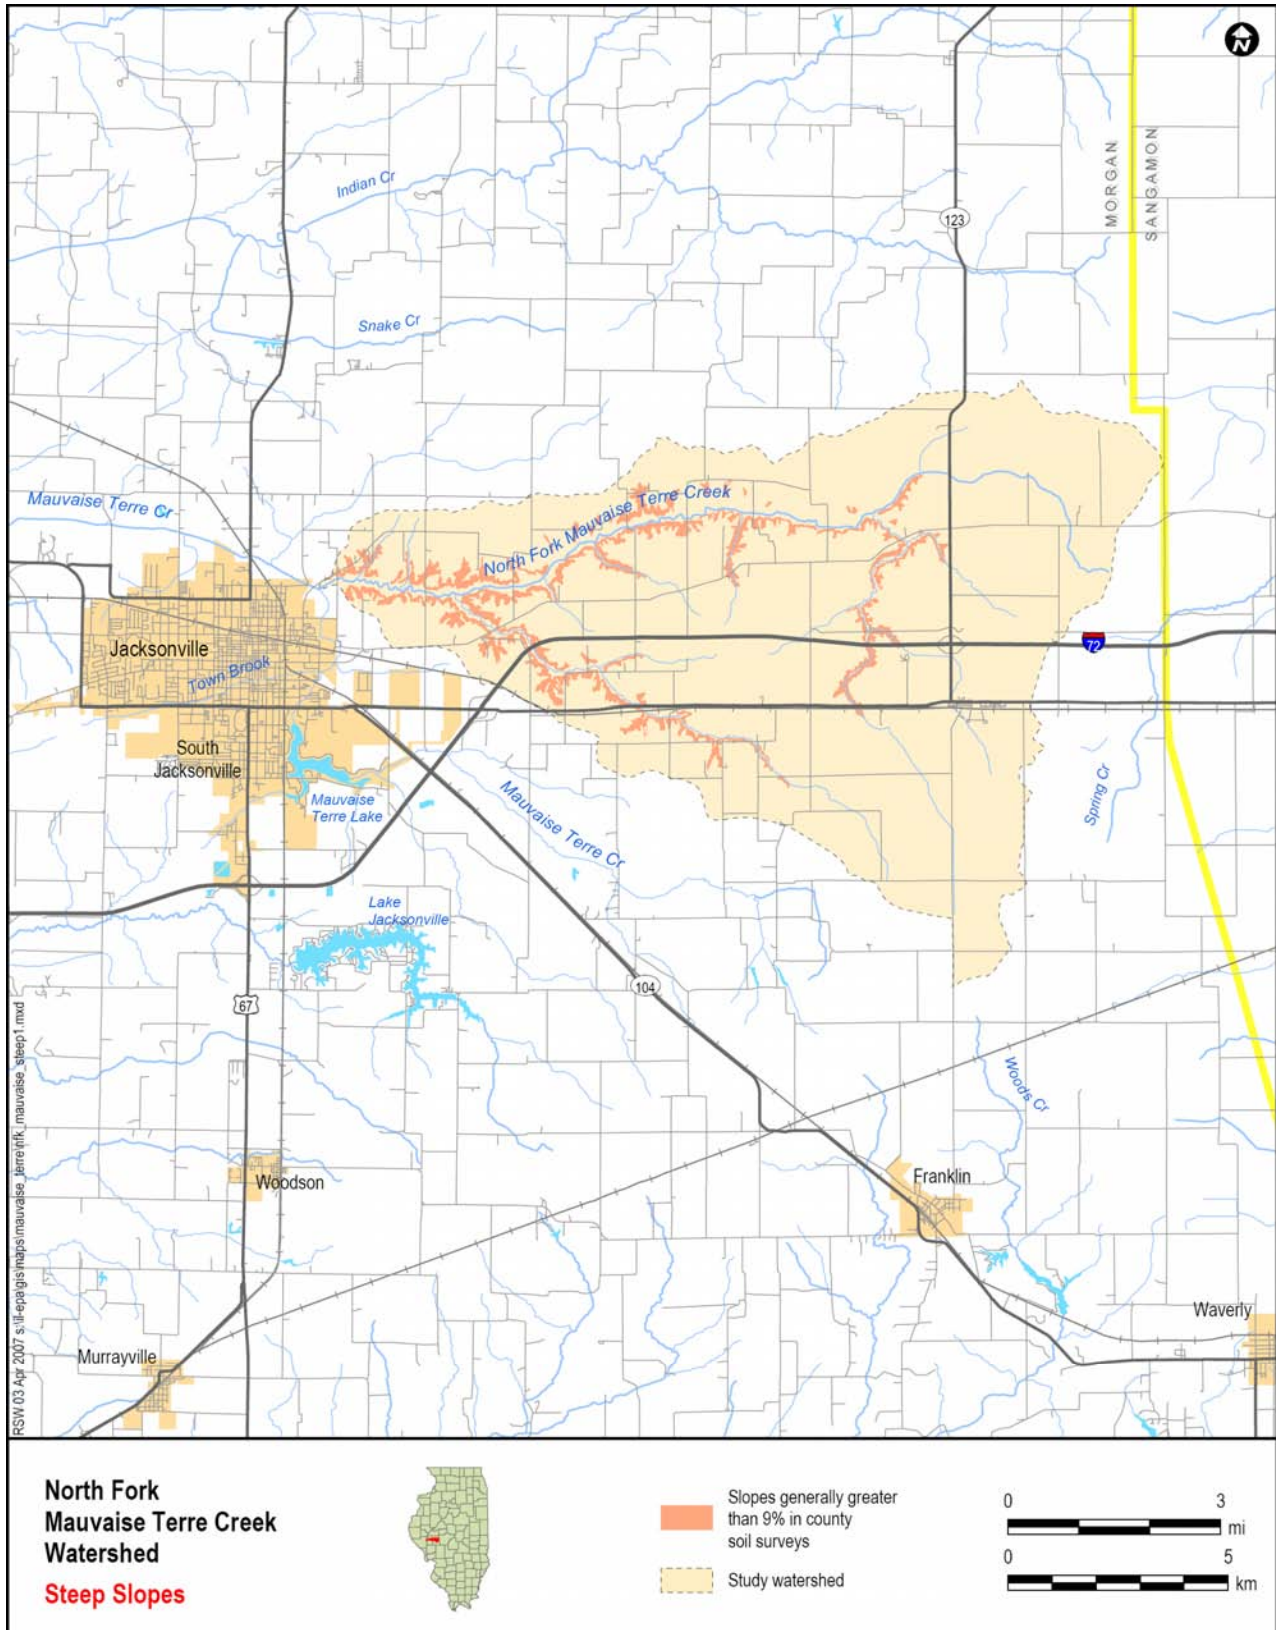 N
Indian Cr
MORGAN
SANGAMON
123
Snake Cr
Mauvaise Terre Cr
North Fork Mauvaise Terre Creek
Jacksonville
Town Brook
72
South
Jacksonville
Mauvaise
Terre Lake
Mauvaise Terre Cr
Spring Cr
Lake
Jacksonville
67
104
Woods Cr
Woodson
Franklin
Waverly
Murrayville
RSW 03 Apr 2007 s:\il-epa\gis\maps\mauvaise_terre\nfk_mauvaise_steep1.mxd
North Fork
Mauvaise Terre Creek
Watershed
Steep Slopes
Slopes generally greater
than 9% in county
soil surveys
Study watershed
0 3
mi
0 5
km